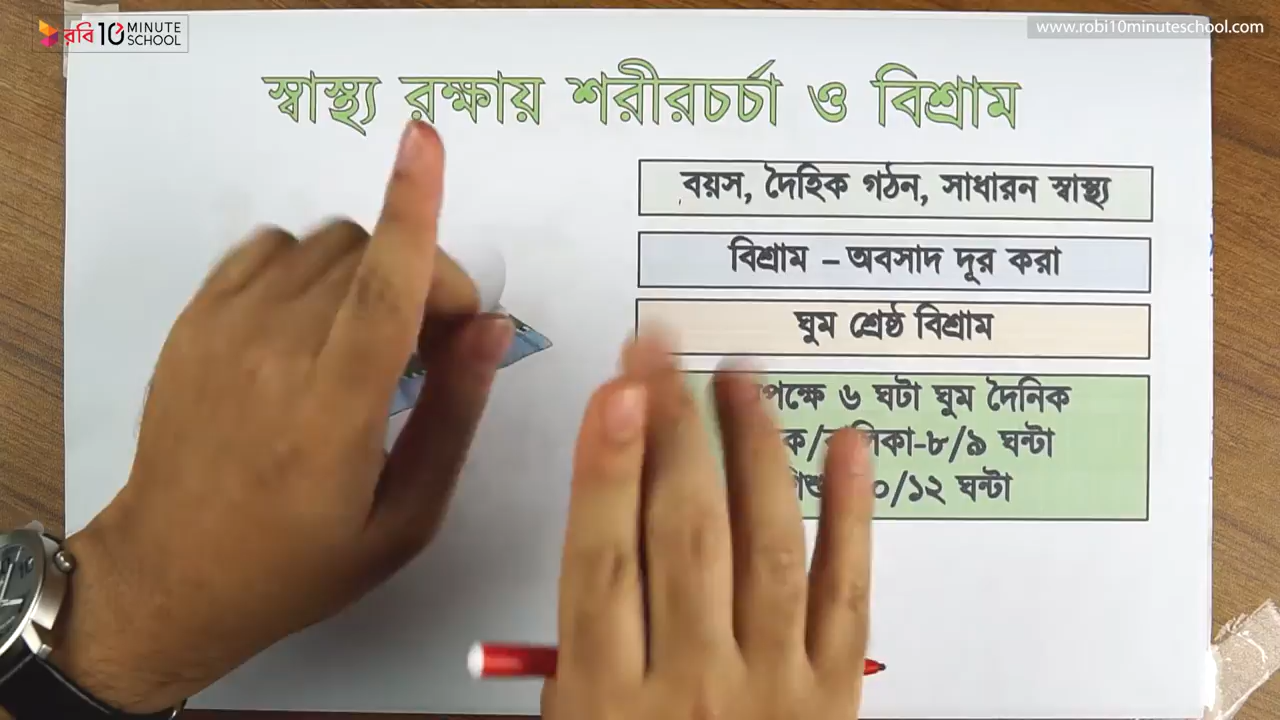 রবি 10 MINUTE SCHOOL
www.robi10minuteschool.com
স্বাস্থ্য রক্ষায় শরীরচর্চা ও বিশ্রাম
বয়স, দৈহিক গঠন, সাধারন স্বাস্থ্য
বিশ্রাম – অবসাদ দূর করা
ঘুম শ্রেষ্ঠ বিশ্রাম
৬ ঘটা ঘুম দৈনিক
৮/৯ ঘন্টা
/১২ ঘন্টা